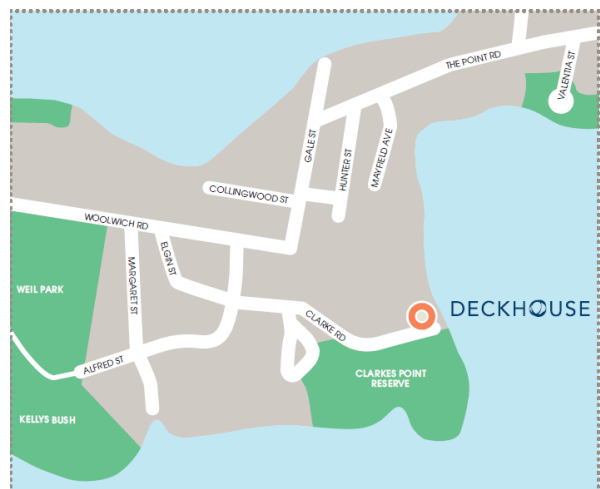 THE POINT RD
VALENTIA ST
GALE ST
HUNTER ST
MAYFIELD AVE
COLLINGWOOD ST
WOOLWICH RD
ELGIN ST
MARGARET ST
WEIL PARK
DECKHOUSE
CLARKE RD
ALFRED ST
CLARKES POINT
RESERVE
KELLYS BUSH